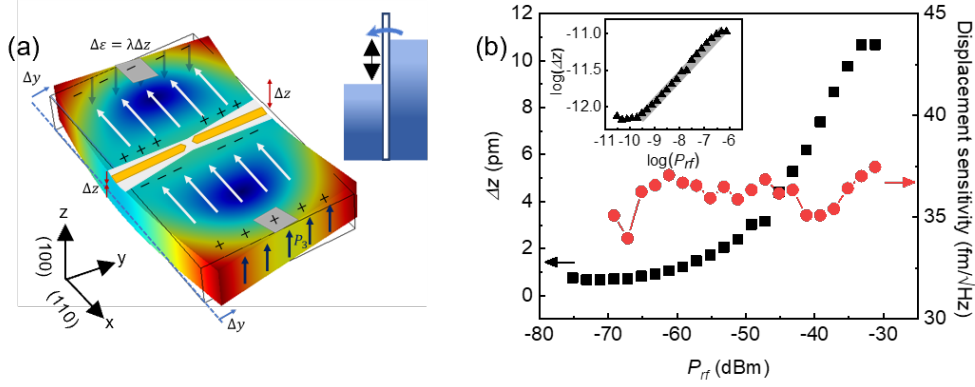 (a)
Δε = λΔz
Δy
Δz
Δz
P₃
z
(100)
y
(110)
x
Δy
(b)
12
10
8
6
4
2
0
Δz (pm)
-11.0
-11.5
-12.0
log(Δz)
-11 -10 -9 -8 -7 -6
log(Prf)
45
40
35
30
Displacement sensitivity (fm/√Hz)
-80 -70 -60 -50 -40 -30
Prf (dBm)